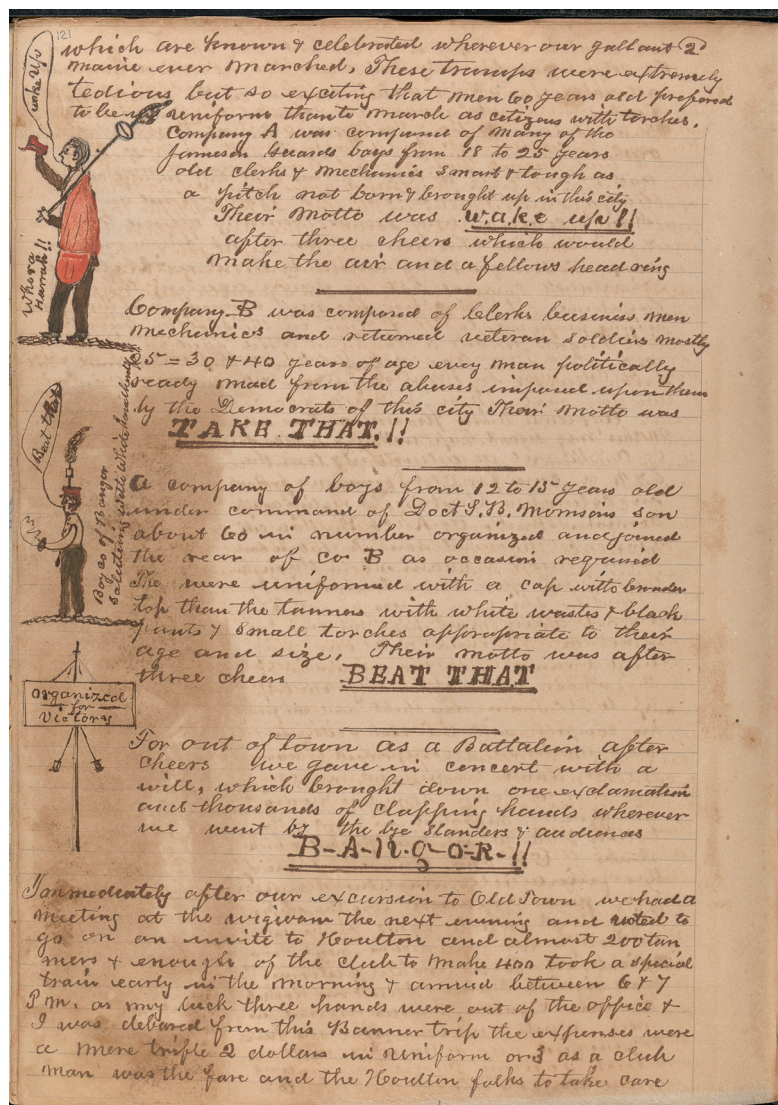 121
which are known & celebrated wherever our gallant 2
maine ever marched, These tramps were extremely
tedious but so exciting that men 60 years old prefered
to be in uniform than to march as citizens with torches.
Company A was composed of many of the
Jameson Guards boys from 18 to 25 years
old clerks & mechanics smart & tough as
a pitch knot born & brought up in this city
Their motto was wake up!!
after three cheers which would
make the air and a fellows head ring
wake up
Whora
Harrah!!
Company B was composed of Clerks business men
mechanics and returned veteran soldiers mostly
25 = 30 & 40 years of age evry man politically
ready mad from the abuses imposed upon them
by the Democrats of this city Their motto was
TAKE THAT.!!
Beat that
Boyas of Bangor
Saluteing with white handkerchiefs
A company of boys from 12 to 15 years old
under command of Doct S. B. Morrisons son
about 60 in number organized and joined
the rear of co B as occasion required
The were uniformed with a cap with broader
top than the tanners with white wastes & black
pants & small torches appropriate to their
age and size. Their motto was after
three cheers BEAT THAT
Organized
for
Victory
For out of town as a Battalion after
cheers we gave in concert with a
will, which brought down one exclamation
and thousands of clapping hands wherever
we went by the bye standers & audiences
B-A-N-G-O-R-!!
Immediately after our excursion to Old Town we had a
meeting at the wigwam the next evening and voted to
go on an invite to Houlton and almost 200 tan
ners & enough of the club to make 400 took a special
train early in the morning & arrived between 6 & 7
P.M. as my luck three hands were out of the office &
I was debared from this Banner trip the expenses were
a mere trifle 2 dollars in uniform or 3 as a club
man was the fare and the Houlton folks to take care